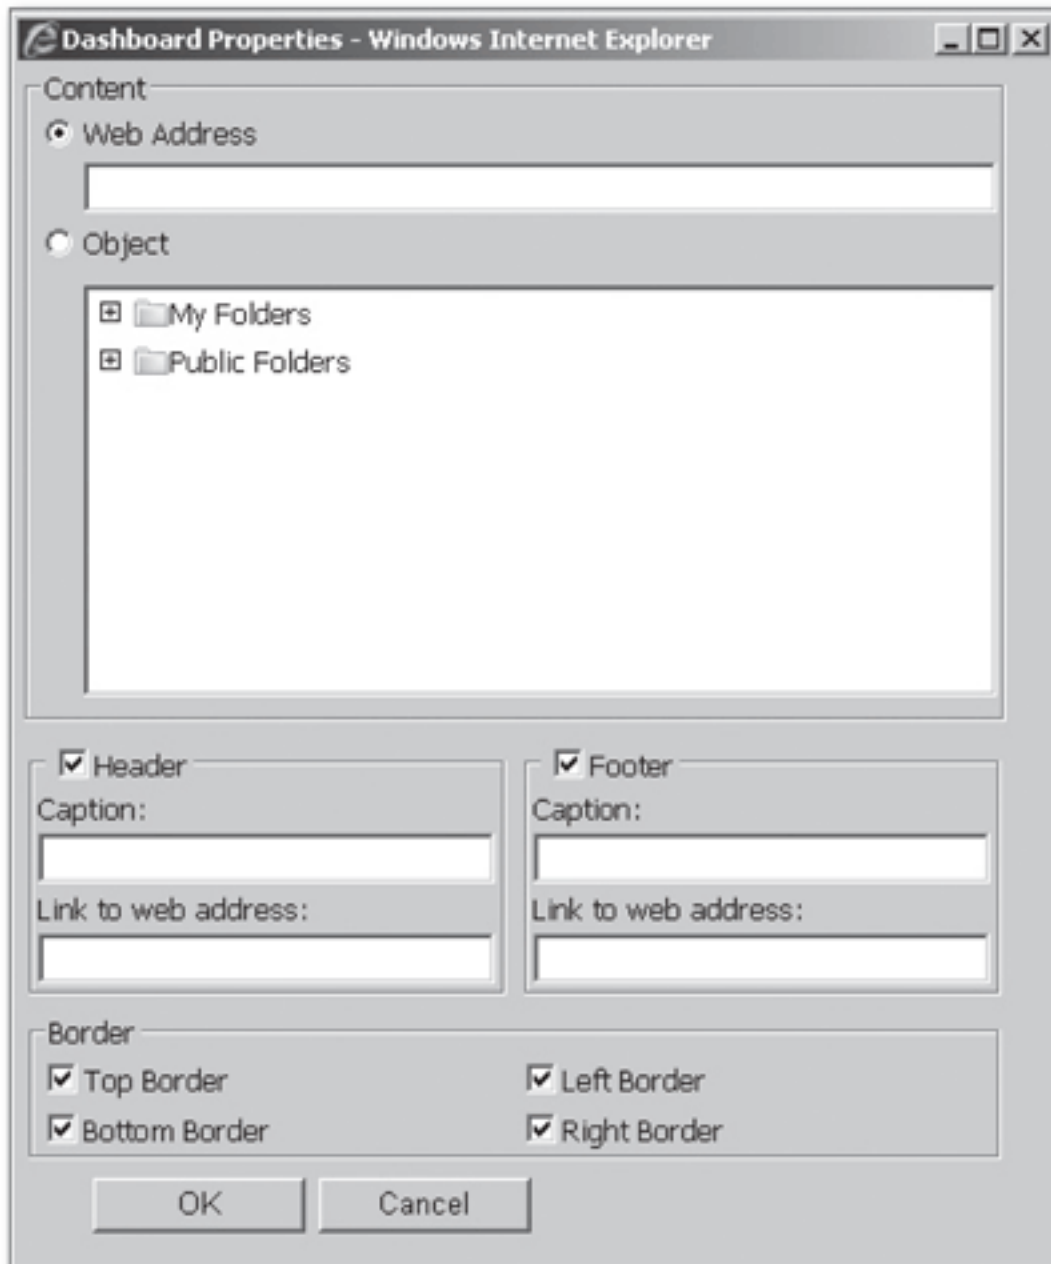 Dashboard Properties - Windows Internet Explorer
Content
Web Address
Object
My Folders
Public Folders
Header
Caption:
Link to web address:
Footer
Caption:
Link to web address:
Border
Top Border
Left Border
Bottom Border
Right Border
OK
Cancel